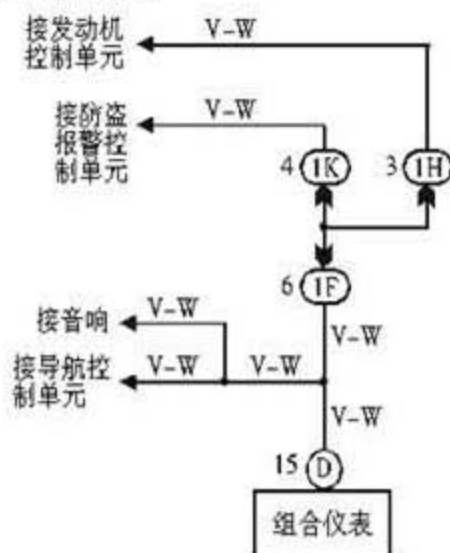 接发动机
控制单元
V-W
接防盗
报警控
制单元
V-W
4 1K
3 1H
6 1F
接音响
V-W
V-W
接导航控
制单元
V-W
V-W
V-W
15 D
组合仪表